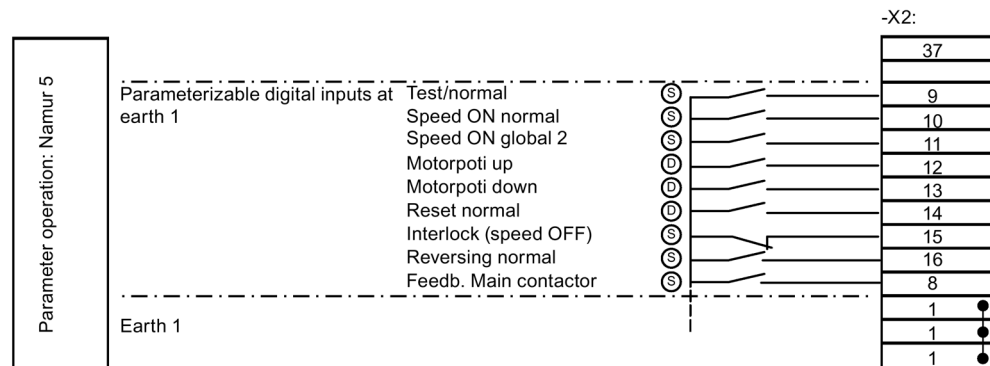 -X2:
37
Parameter operation: Namur 5
Parameterizable digital inputs at
earth 1
Test/normal S 9
Speed ON normal S 10
Speed ON global 2 S 11
Motorpoti up D 12
Motorpoti down D 13
Reset normal D 14
Interlock (speed OFF) S 15
Reversing normal S 16
Feedb. Main contactor S 8
Earth 1
1
1
1